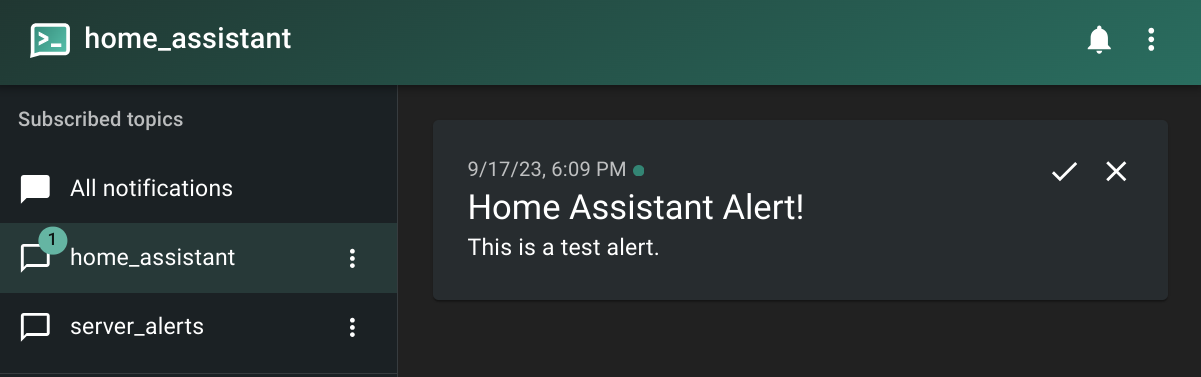 home_assistant
Subscribed topics
All notifications
1
home_assistant
server_alerts
9/17/23, 6:09 PM
Home Assistant Alert!
This is a test alert.